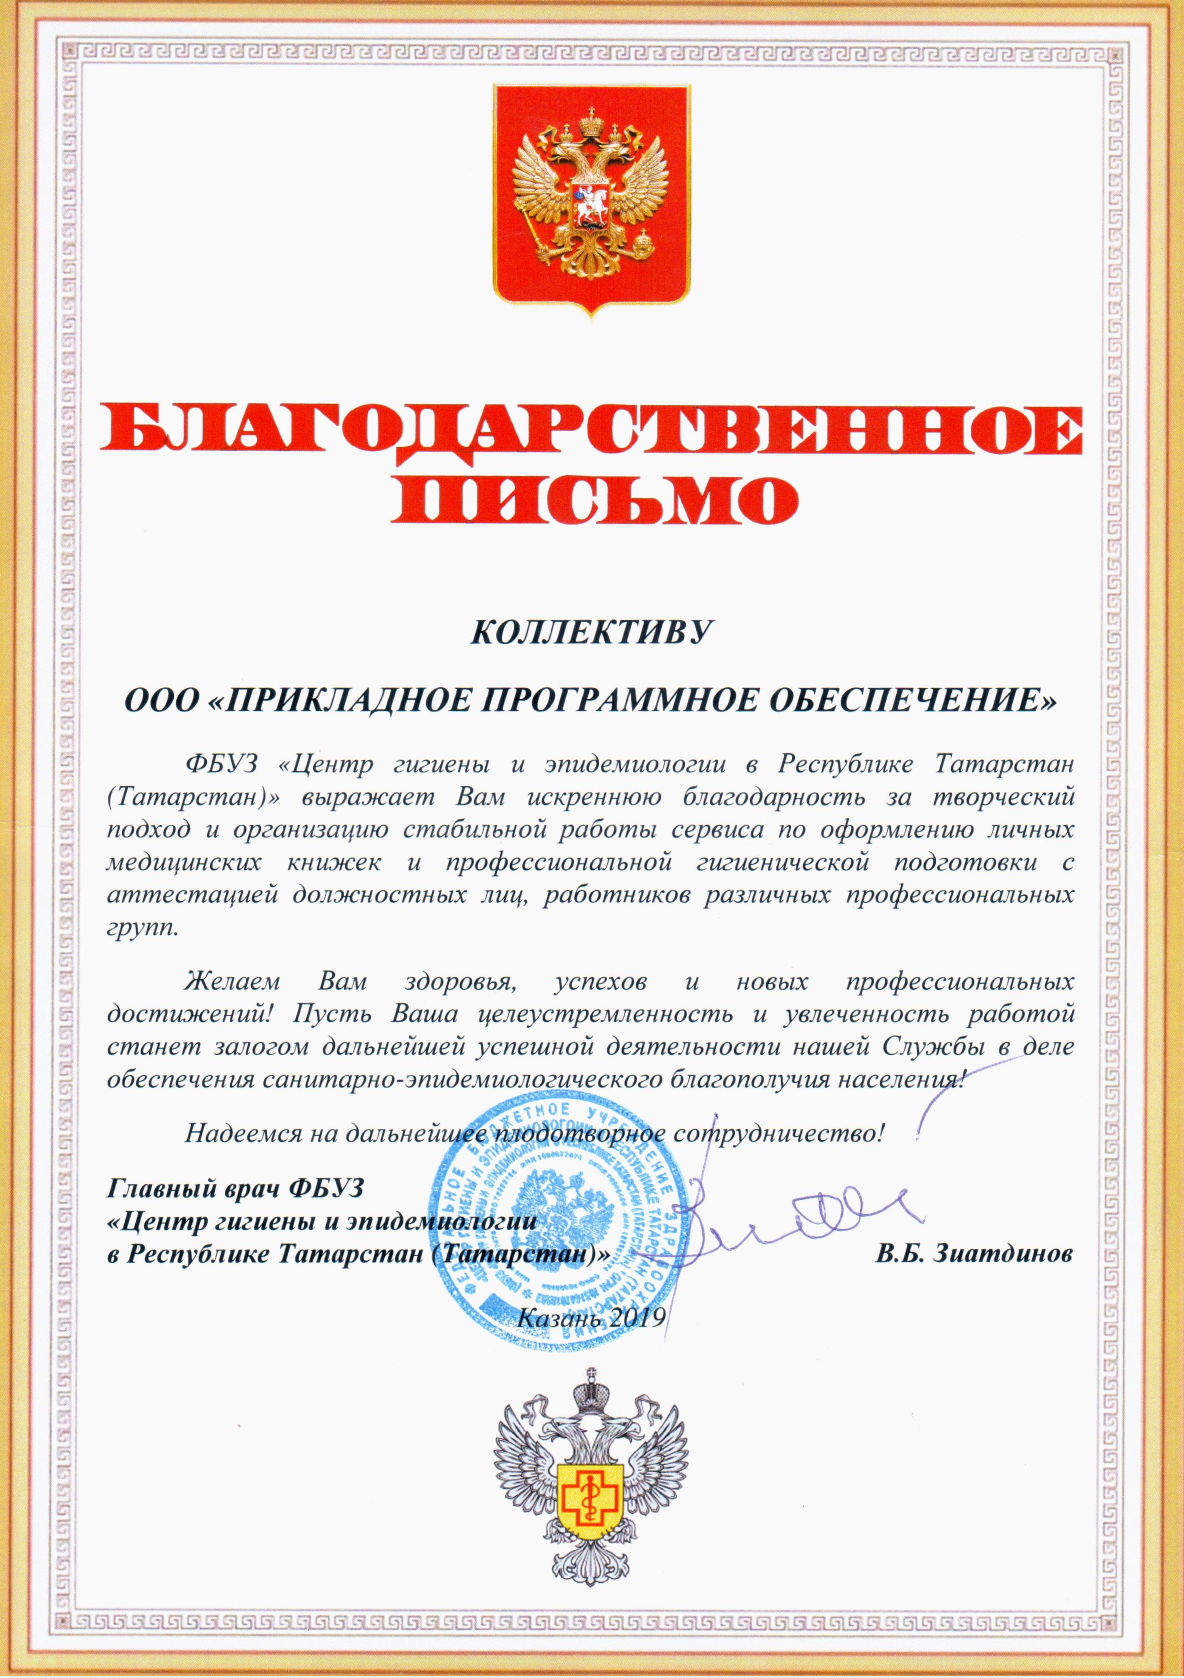 БЛАГОДАРСТВЕННОЕ
ПИСЬМО
КОЛЛЕКТИВУ
ООО «ПРИКЛАДНОЕ ПРОГРАММНОЕ ОБЕСПЕЧЕНИЕ»
ФБУЗ «Центр гигиены и эпидемиологии в Республике Татарстан
(Татарстан)» выражает Вам искреннюю благодарность за творческий
подход и организацию стабильной работы сервиса по оформлению личных
медицинских книжек и профессиональной гигиенической подготовки с
аттестацией должностных лиц, работников различных профессиональных
групп.
Желаем Вам здоровья, успехов и новых профессиональных
достижений! Пусть Ваша целеустремленность и увлеченность работой
станет залогом дальнейшей успешной деятельности нашей Службы в деле
обеспечения санитарно-эпидемиологического благополучия населения!
Надеемся на дальнейшее плодотворное сотрудничество!
Главный врач ФБУЗ
«Центр гигиены и эпидемиологии
в Республике Татарстан (Татарстан)»
В.Б. Зиатдинов
ФЕДЕРАЛЬНОЕ БЮДЖЕТНОЕ УЧРЕЖДЕНИЕ ЗДРАВООХРАНЕНИЯ
Казань 2019